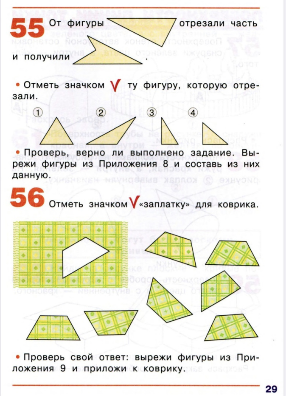 55 От фигуры отрезали часть
и получили .
• Отметь значком √ ту фигуру, которую отре-
зали.
1 2 3 4
• Проверь, верно ли выполнено задание. Вы-
режи фигуры из Приложения 8 и составь из них
данную.
56 Отметь значком √ «заплатку» для коврика.
• Проверь свой ответ: вырежи фигуры из При-
ложения 9 и приложи к коврику.
29